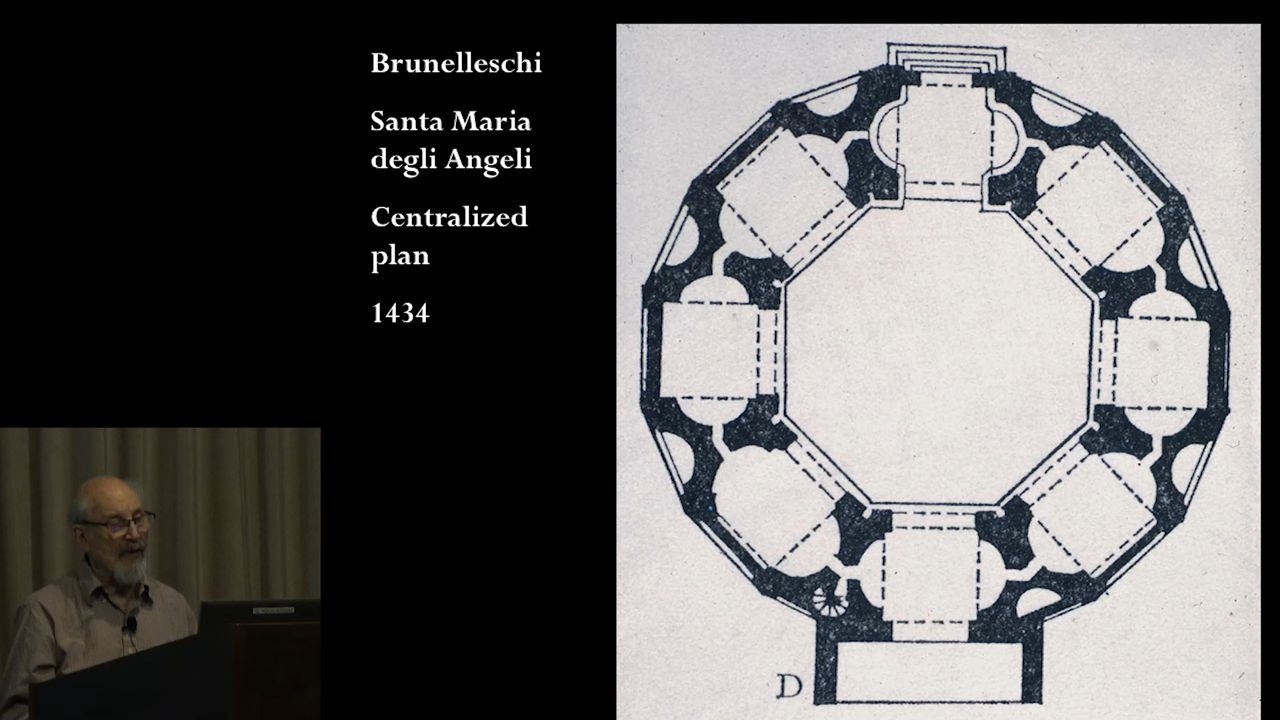 Brunelleschi
Santa Maria
degli Angeli
Centralized
plan
1434
D